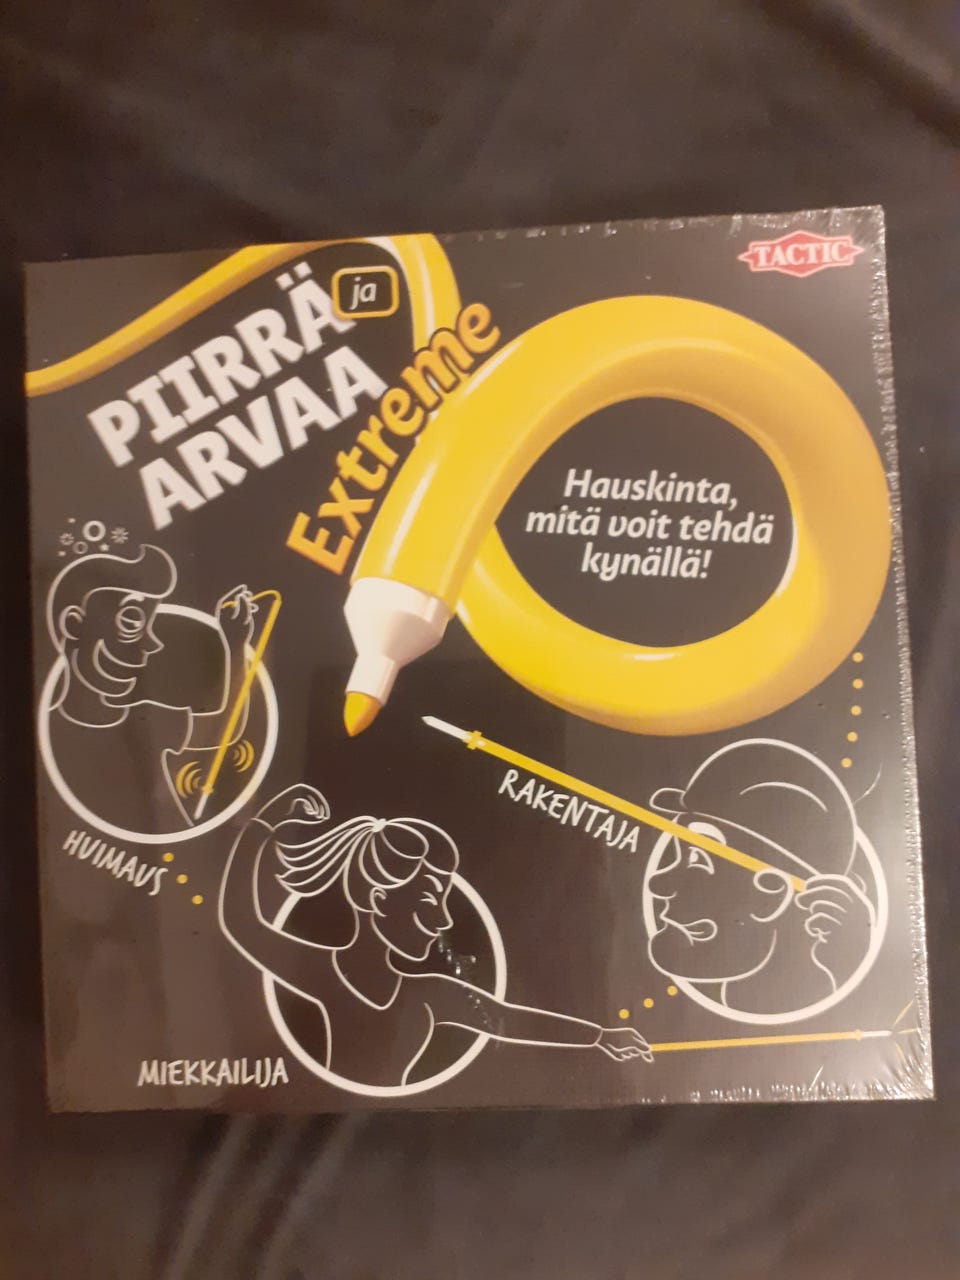 TACTIC
PIIRRÄ ja
ARVAA
Extreme
Hauskinta,
mitä voit tehdä
kynällä!
RAKENTAJA
HUIMAUS
MIEKKAILIJA